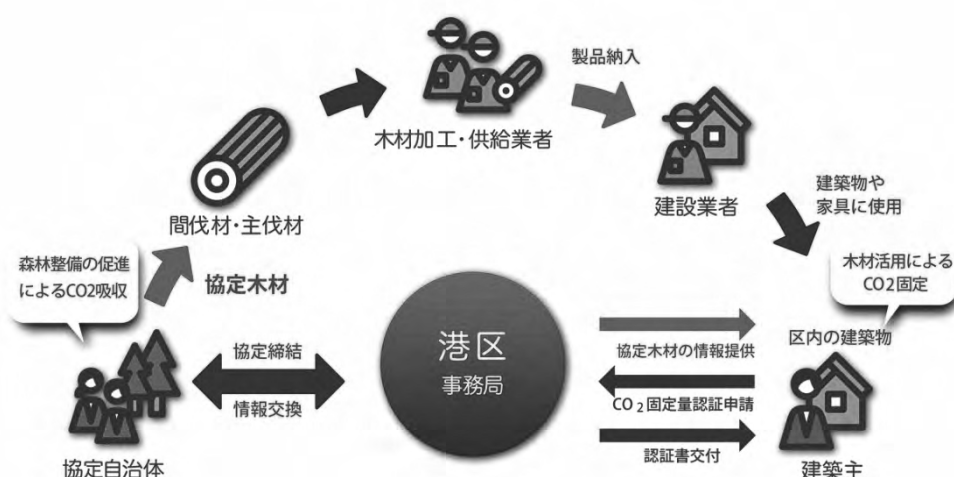 製品納入
木材加工・供給業者
間伐材・主伐材
建設業者
建築物や
家具に使用
森林整備の促進
によるCO2吸収
協定木材
木材活用による
CO2固定
港区
事務局
協定締結
情報交換
協定木材の情報提供
CO2固定量認証申請
認証書交付
区内の建築物
協定自治体
建築主